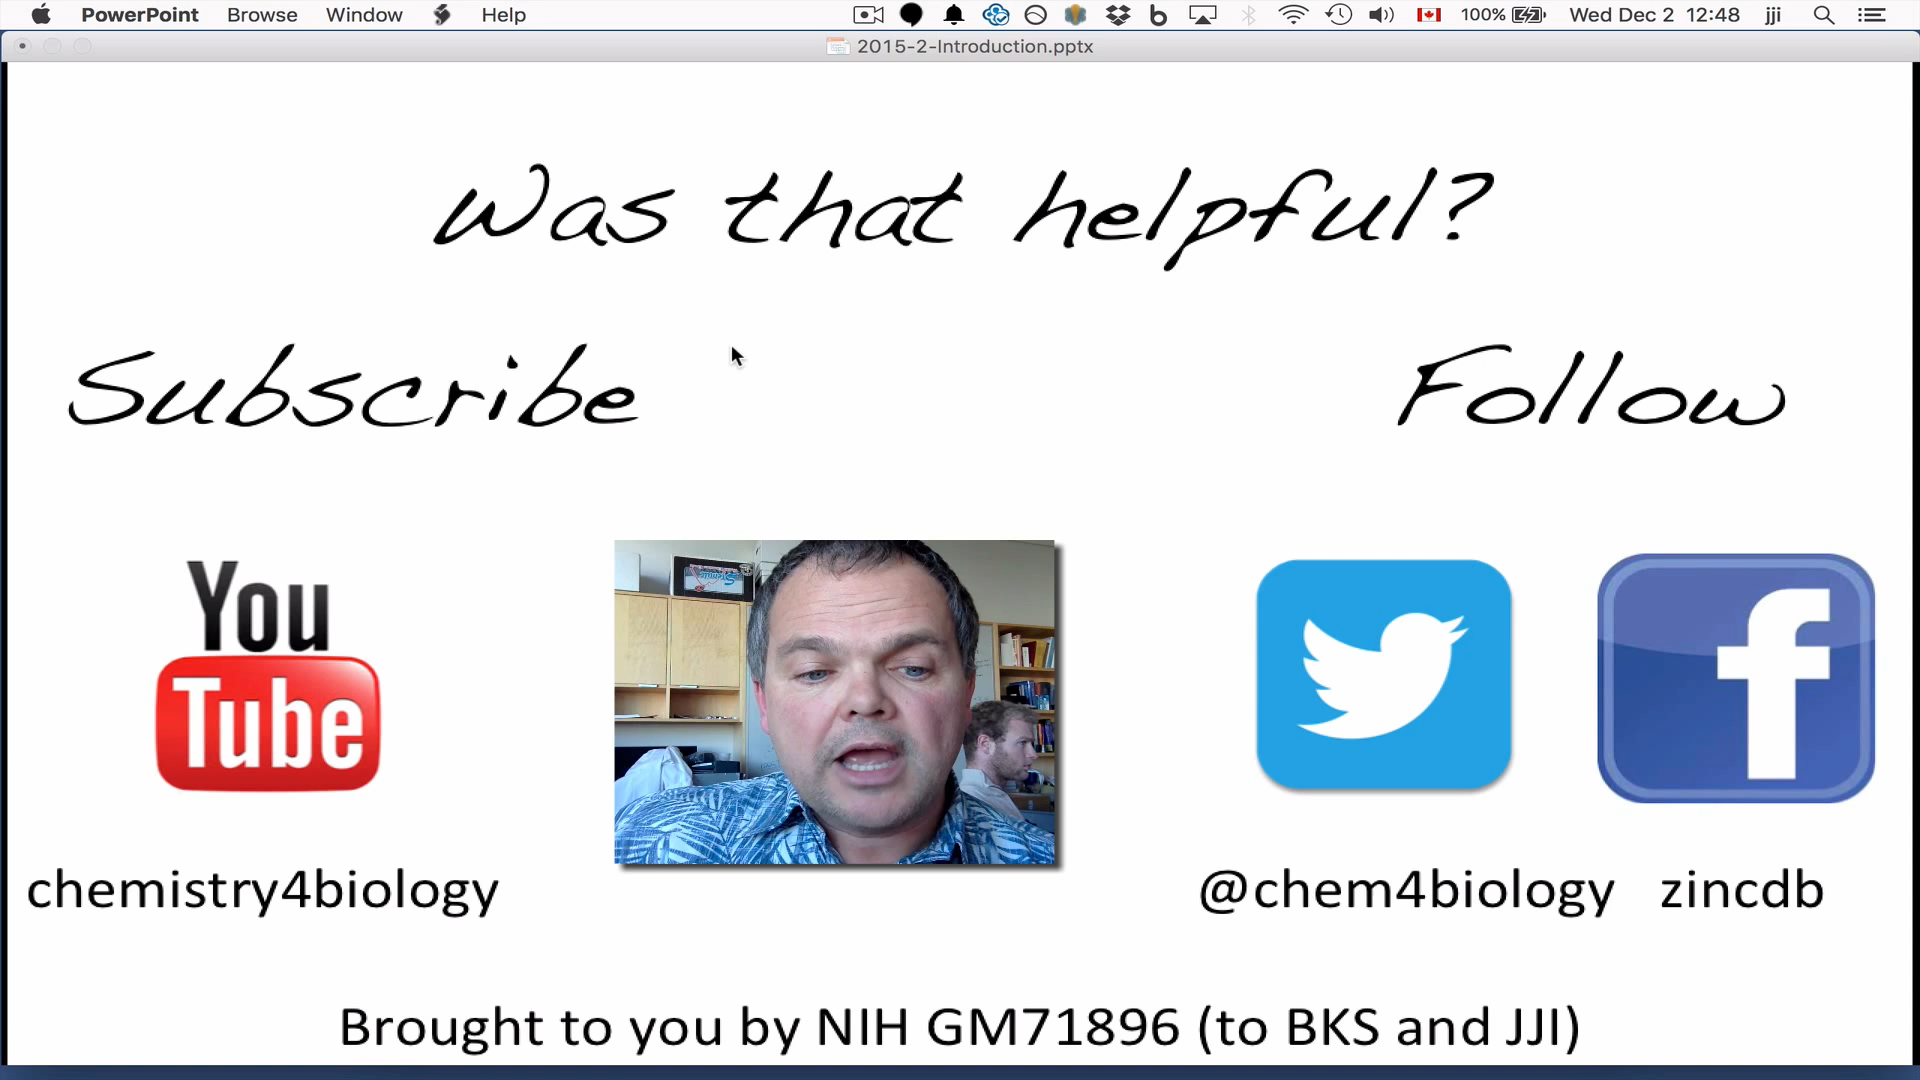 PowerPoint Browse Window Help 100% Wed Dec 2 12:48 jji
2015-2-Introduction.pptx
Was that helpful?
Subscribe Follow
You
Tube
f
chemistry4biology @chem4biology zincdb
Brought to you by NIH GM71896 (to BKS and JJI)